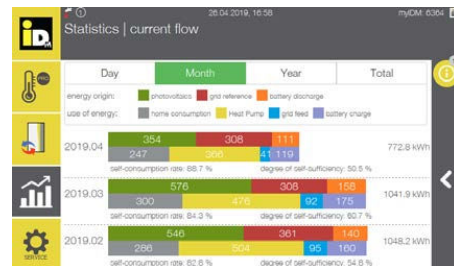 iD
① 26.04.2019, 16:58 myIDM: 6364
Statistics | current flow
Day Month Year Total
energy origin: photovoltaics grid reference battery discharge
use of energy: home consumption Heat Pump grid feed battery charge
PRO
2019.04 354 308 111 772.8 kWh
247 366 41 119
self-consumption rate: 88.7 % degree of self-sufficiency: 50.5 %
2019.03 576 308 158 1041.9 kWh
300 476 92 175
self-consumption rate: 84.3 % degree of self-sufficiency: 60.7 %
2019.02 546 361 140 1048.2 kWh
286 504 95 160
self-consumption rate: 82.6 % degree of self-sufficiency: 54.8 %
SERVICE